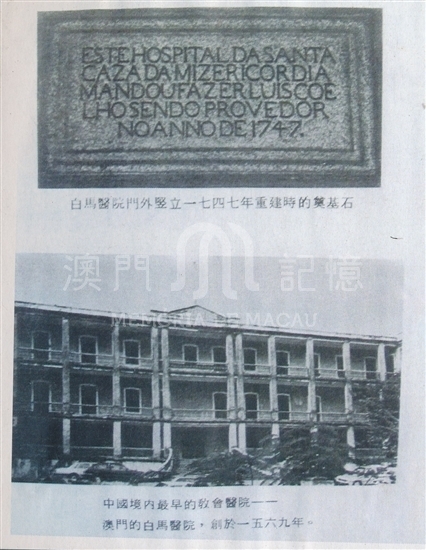 ESTE HOSPITAL DA SANTA
CAZA DA MIZERICORDIA
MANDOU FAZER LUIS COE
LHO SENDO PROVEDOR
NO ANNO DE 1747.
白馬醫院門外竪立一七四七年重建時的奠基石
澳門 記憶
MEMÓRIA DE MACAU
中國境內最早的敎會醫院——
澳門的白馬醫院，創於一五六九年。